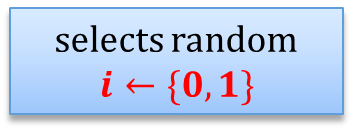 selects random
i ← {0, 1}